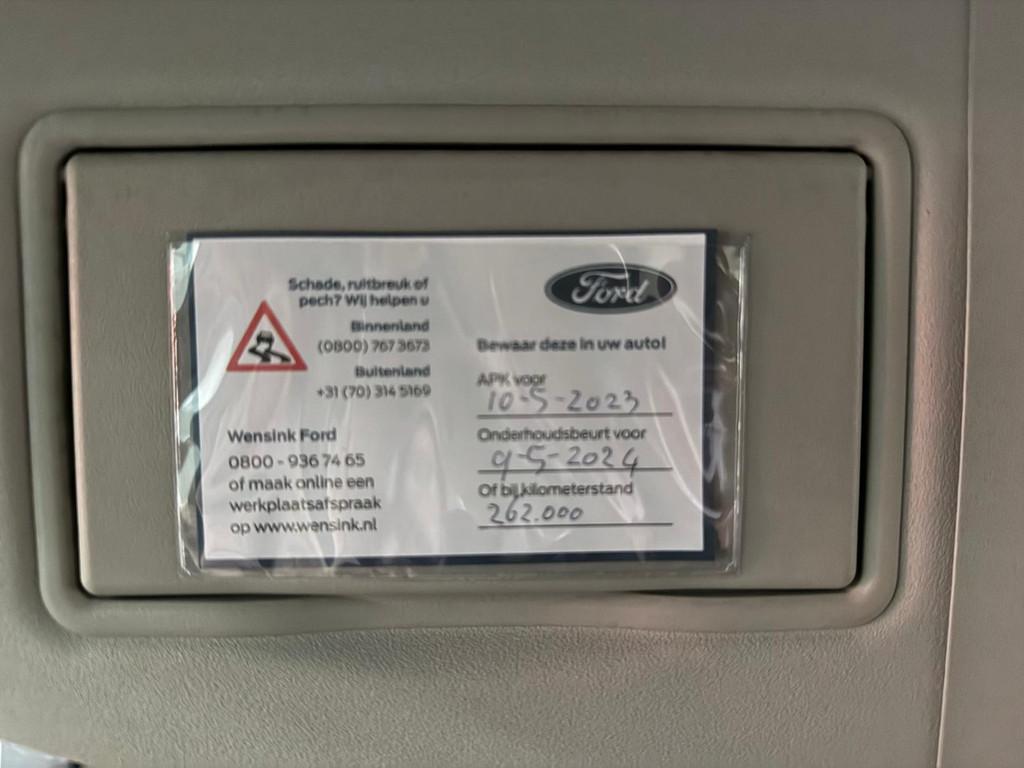 Schade, ruitbreuk of
pech? Wij helpen u
Binnenland
(0800) 767 3673
Buitenland
+31 (70) 314 5169
Wensink Ford
0800 - 936 74 65
of maak online een
werkplaatsafspraak
op www.wensink.nl
Ford
Bewaar deze in uw auto!
APK voor
10-5-2023
Onderhoudsbeurt voor
9-5-2024
Of bij kilometerstand
262.000